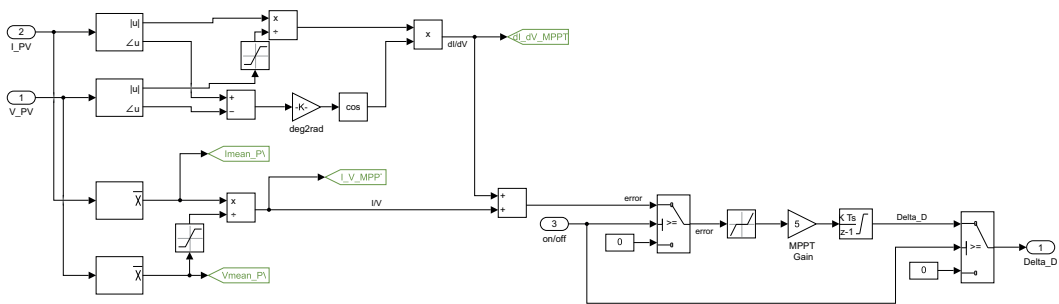 2
I_PV
|u|
∠u
x
÷
x
dI/dV
dI_dV_MPPT
1
V_PV
|u|
∠u
+
−
-K-
deg2rad
cos
Imean_P\
I_V_MPP'
x
x
÷
I/V
+
+
error
3
on/off
>=
0
error
5
MPPT
Gain
K Ts
z-1
Delta_D
>=
0
1
Delta_D
x
Vmean_P\